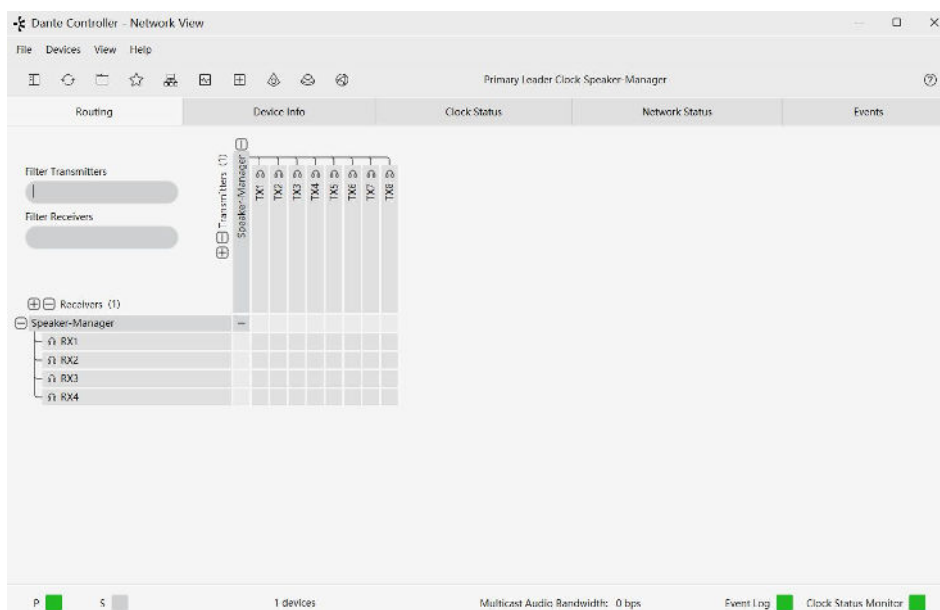 Dante Controller - Network View
File Devices View Help
Primary Leader Clock Speaker-Manager
Routing Device Info Clock Status Network Status Events
Filter Transmitters
Filter Receivers
Transmitters (1)
Speaker-Manager
TX1
TX2
TX3
TX4
TX5
TX6
TX7
TX8
Receivers (1)
Speaker-Manager
RX1
RX2
RX3
RX4
P S 1 devices Multicast Audio Bandwidth: 0 bps Event Log Clock Status Monitor